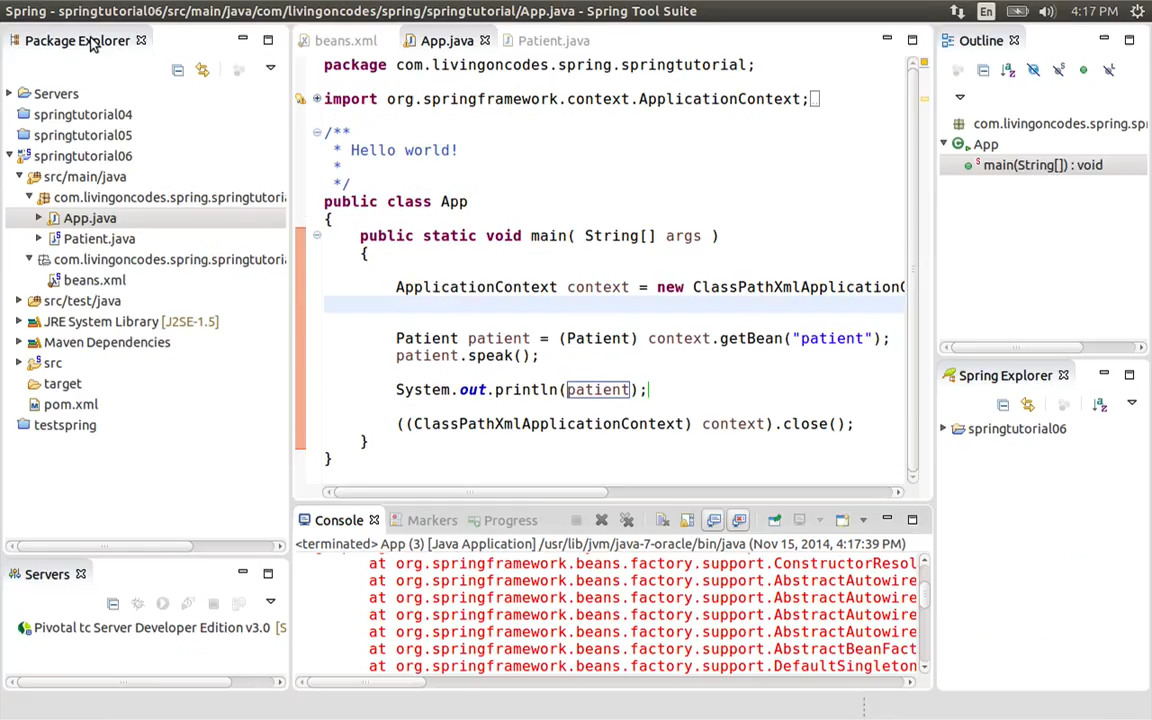 Spring - springtutorial06/src/main/java/com/livingoncodes/spring/springtutorial/App.java - Spring Tool Suite
En
4:17 PM
Package Explorer
Servers
springtutorial04
springtutorial05
springtutorial06
src/main/java
com.livingoncodes.spring.springtutoria
App.java
Patient.java
com.livingoncodes.spring.springtutoria
beans.xml
src/test/java
JRE System Library [J2SE-1.5]
Maven Dependencies
src
target
pom.xml
testspring
Servers
Pivotal tc Server Developer Edition v3.0 [S
beans.xml
App.java
Patient.java
package com.livingoncodes.spring.springtutorial;
import org.springframework.context.ApplicationContext;
/**
* Hello world!
*
*/
public class App
{
public static void main( String[] args )
{
ApplicationContext context = new ClassPathXmlApplicationC
Patient patient = (Patient) context.getBean("patient");
patient.speak();
System.out.println(patient);
((ClassPathXmlApplicationContext) context).close();
}
}
Console
Markers
Progress
<terminated> App (3) [Java Application] /usr/lib/jvm/java-7-oracle/bin/java (Nov 15, 2014, 4:17:39 PM)
at org.springframework.beans.factory.support.ConstructorResol
at org.springframework.beans.factory.support.AbstractAutowire
at org.springframework.beans.factory.support.AbstractAutowire
at org.springframework.beans.factory.support.AbstractAutowire
at org.springframework.beans.factory.support.AbstractAutowire
at org.springframework.beans.factory.support.AbstractBeanFact
at org.springframework.beans.factory.support.DefaultSingleton
Outline
com.livingoncodes.spring.spr
App
main(String[]) : void
Spring Explorer
springtutorial06